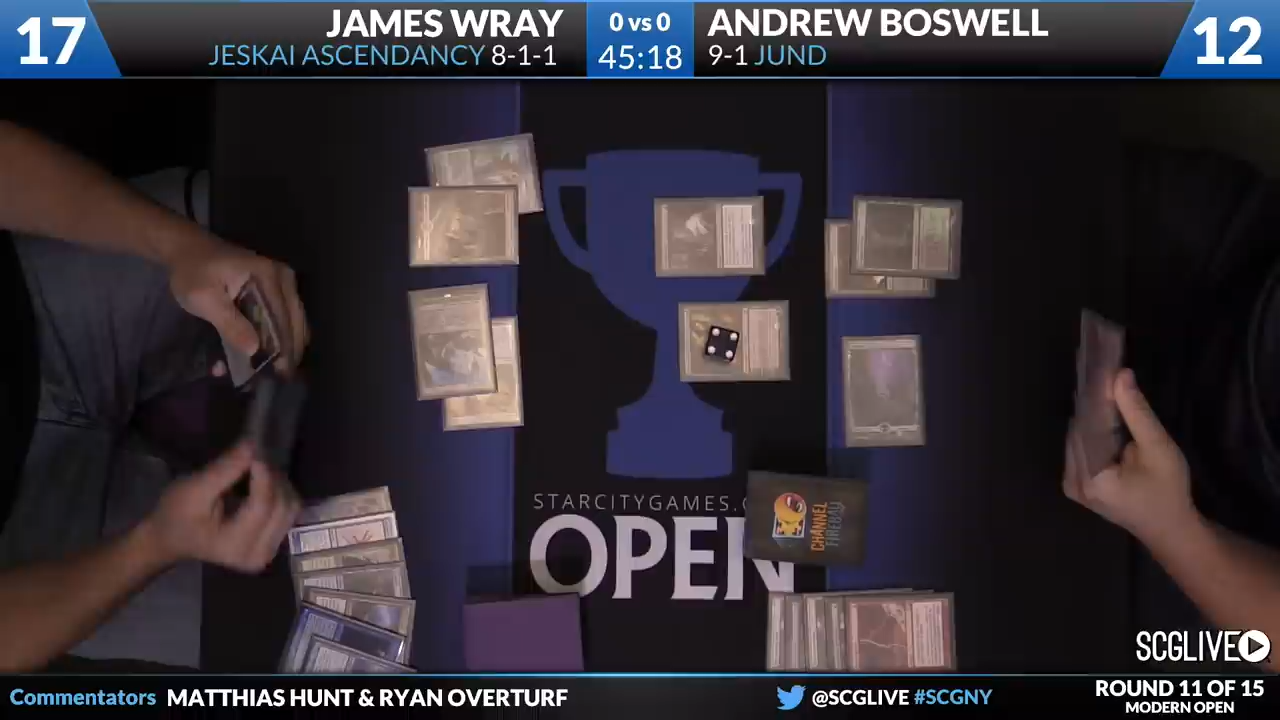 17
JAMES WRAY
JESKAI ASCENDANCY 8-1-1
0 vs 0
45:18
ANDREW BOSWELL
9-1 JUND
12
STARCITYGAMES.C
OPEN
CHANNEL
FIREBALL
SCGLIVE
Commentators MATTHIAS HUNT & RYAN OVERTURF
@SCGLIVE #SCGNY
ROUND 11 OF 15
MODERN OPEN